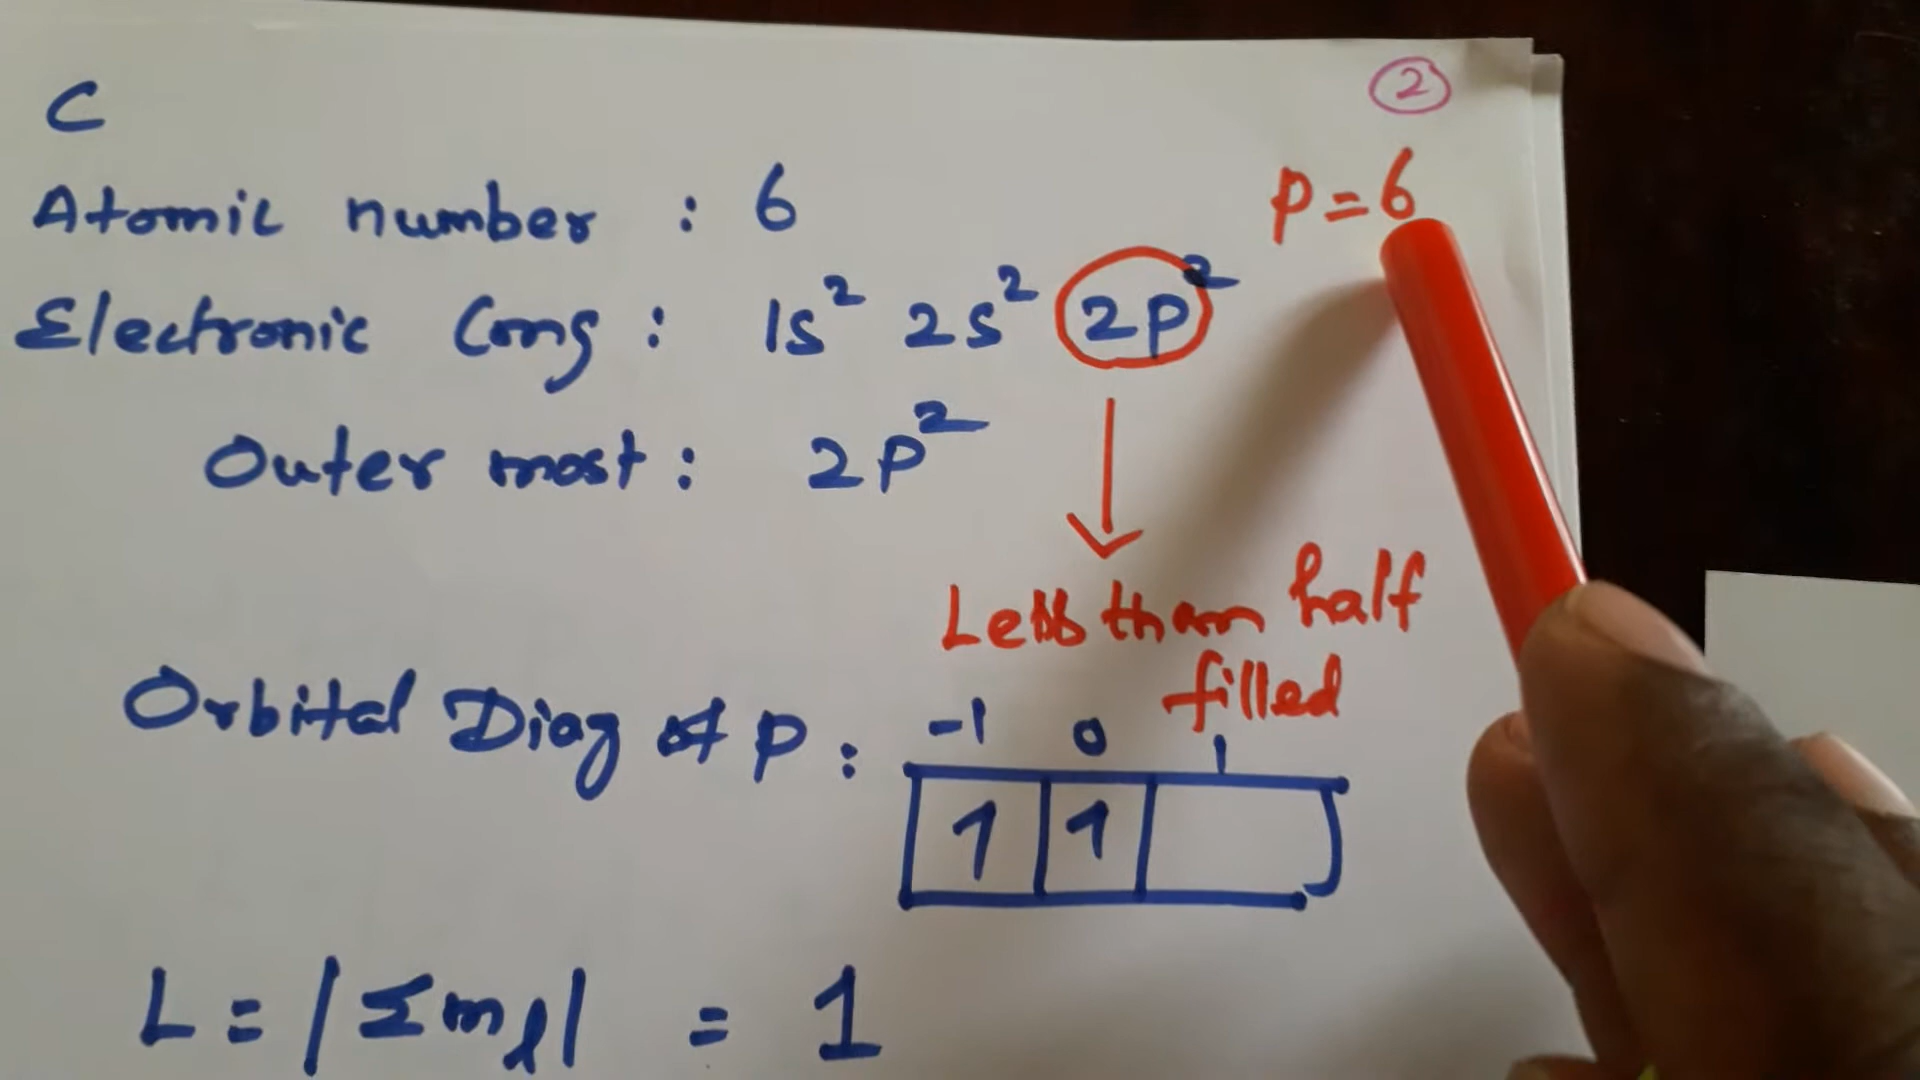 ②
C
Atomic number : 6
P = 6
Electronic Cong : 1s² 2s² 2p²
Outer most : 2p²
Less than half
filled
Orbital Diag of p :
-1 0 1
1 1
L = |Σm_l| = 1